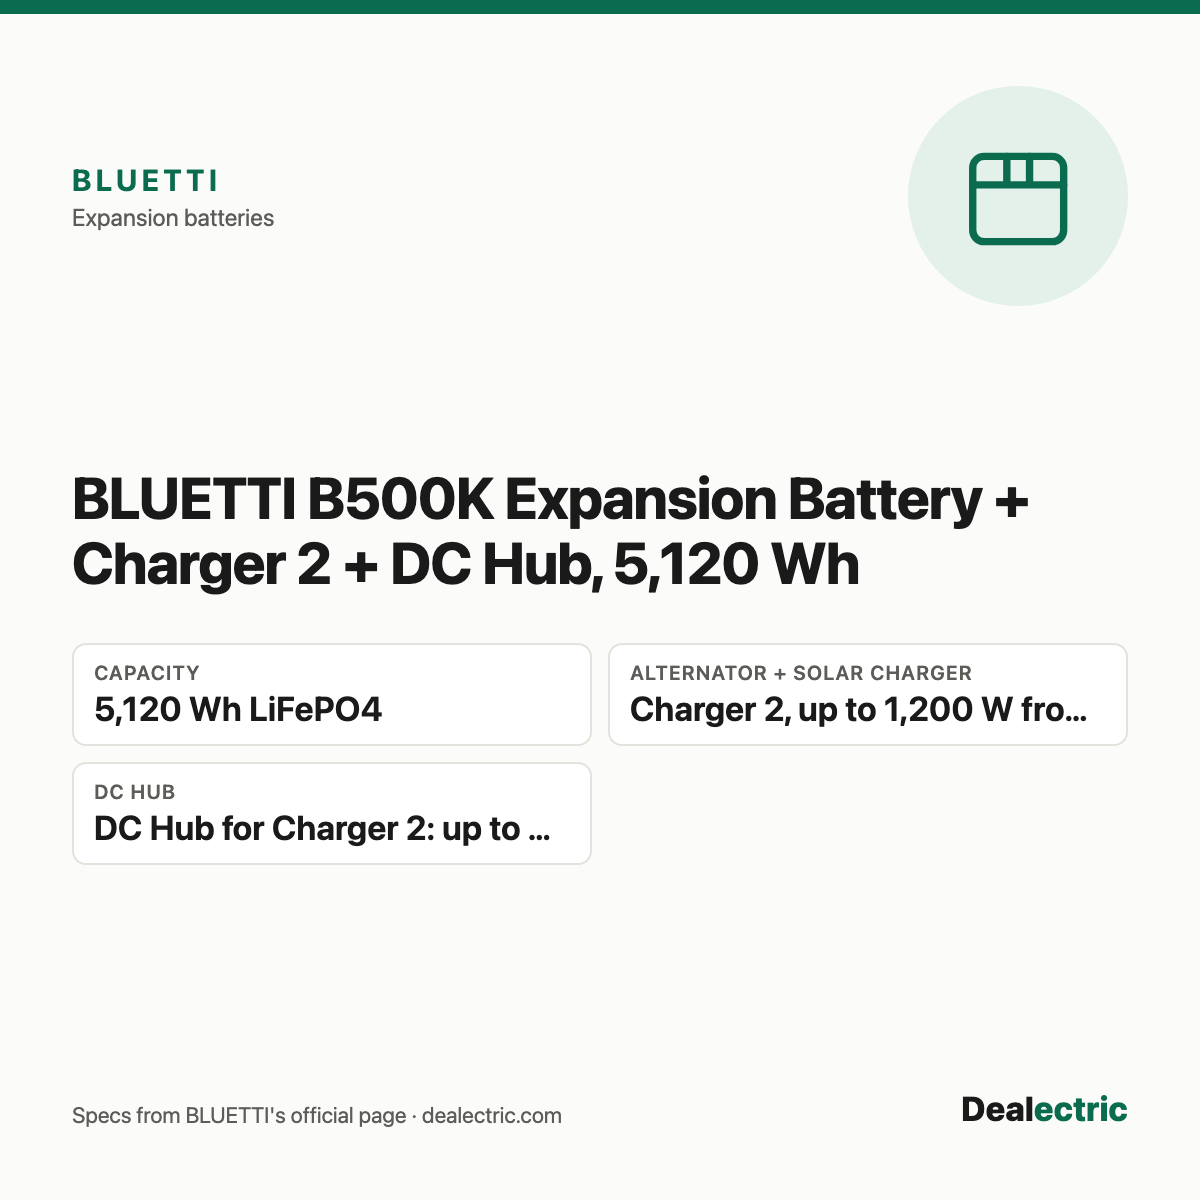 BLUETTI
Expansion batteries
BLUETTI B500K Expansion Battery +
Charger 2 + DC Hub, 5,120 Wh
CAPACITY
5,120 Wh LiFePO4
ALTERNATOR + SOLAR CHARGER
Charger 2, up to 1,200 W fro...
DC HUB
DC Hub for Charger 2: up to ...
Specs from BLUETTI's official page · dealectric.com
Dealectric